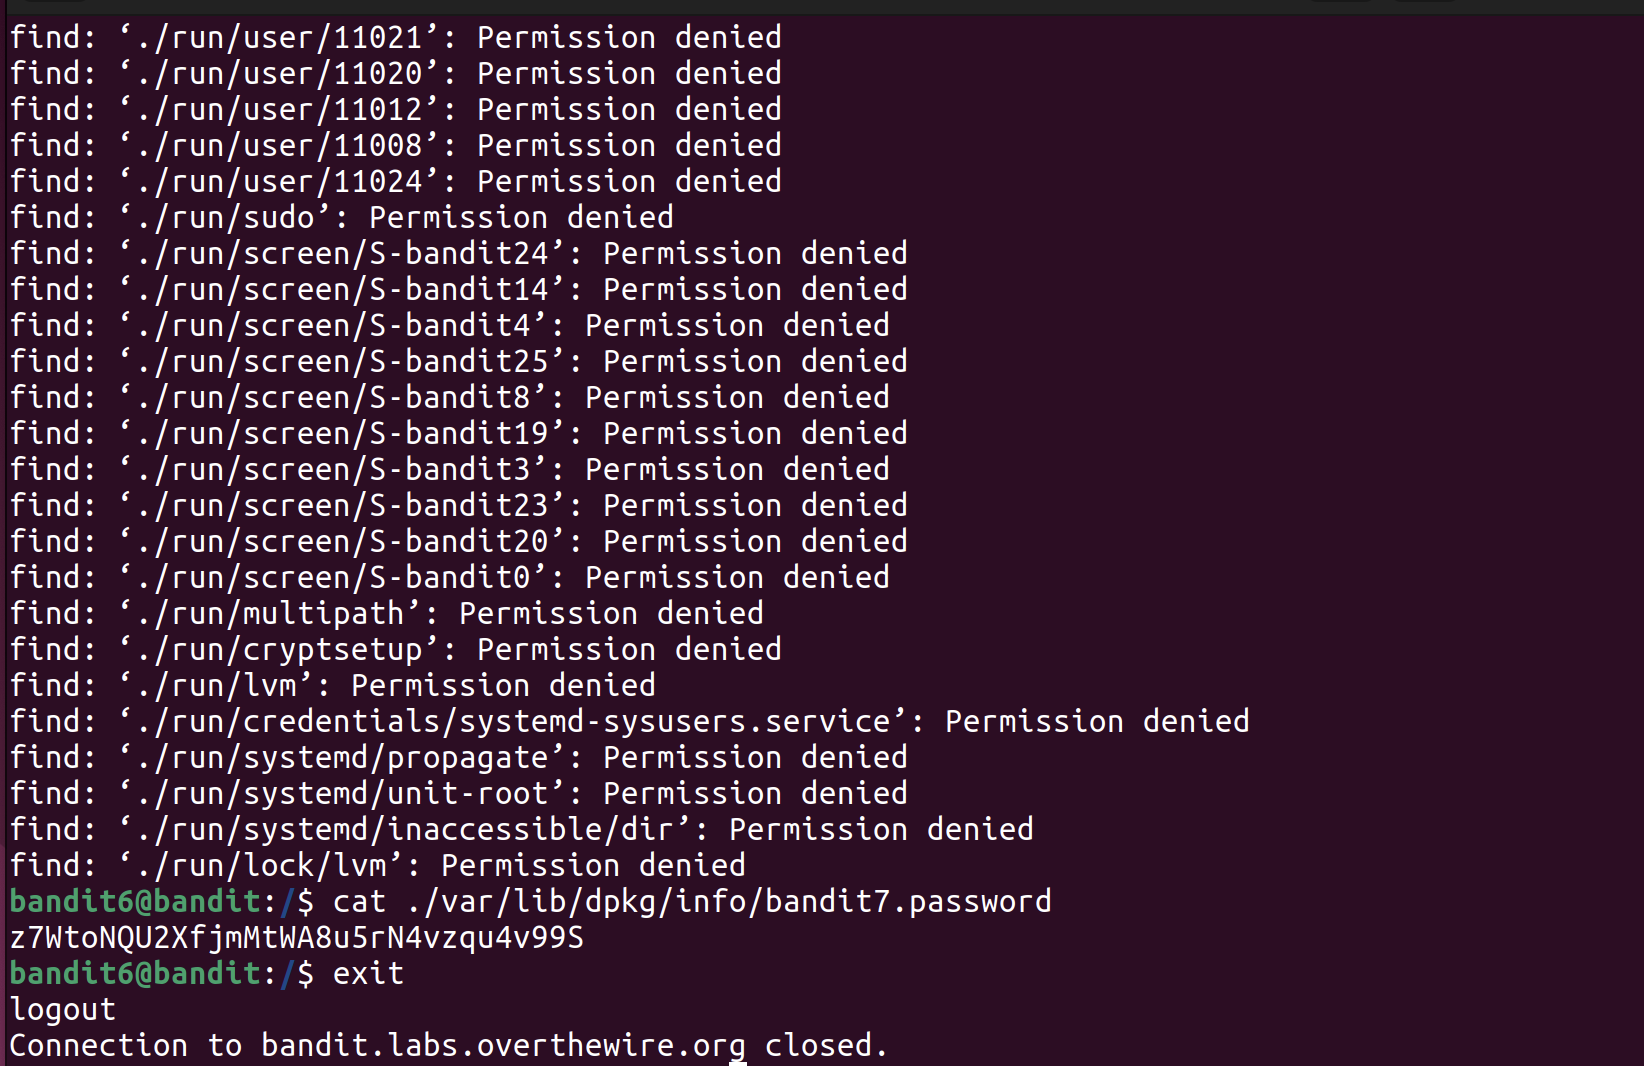 find: ‘./run/user/11021’: Permission denied
find: ‘./run/user/11020’: Permission denied
find: ‘./run/user/11012’: Permission denied
find: ‘./run/user/11008’: Permission denied
find: ‘./run/user/11024’: Permission denied
find: ‘./run/sudo’: Permission denied
find: ‘./run/screen/S-bandit24’: Permission denied
find: ‘./run/screen/S-bandit14’: Permission denied
find: ‘./run/screen/S-bandit4’: Permission denied
find: ‘./run/screen/S-bandit25’: Permission denied
find: ‘./run/screen/S-bandit8’: Permission denied
find: ‘./run/screen/S-bandit19’: Permission denied
find: ‘./run/screen/S-bandit3’: Permission denied
find: ‘./run/screen/S-bandit23’: Permission denied
find: ‘./run/screen/S-bandit20’: Permission denied
find: ‘./run/screen/S-bandit0’: Permission denied
find: ‘./run/multipath’: Permission denied
find: ‘./run/cryptsetup’: Permission denied
find: ‘./run/lvm’: Permission denied
find: ‘./run/credentials/systemd-sysusers.service’: Permission denied
find: ‘./run/systemd/propagate’: Permission denied
find: ‘./run/systemd/unit-root’: Permission denied
find: ‘./run/systemd/inaccessible/dir’: Permission denied
find: ‘./run/lock/lvm’: Permission denied
bandit6@bandit:/$ cat ./var/lib/dpkg/info/bandit7.password
z7WtoNQU2XfjmMtWA8u5rN4vzqu4v99S
bandit6@bandit:/$ exit
logout
Connection to bandit.labs.overthewire.org closed.